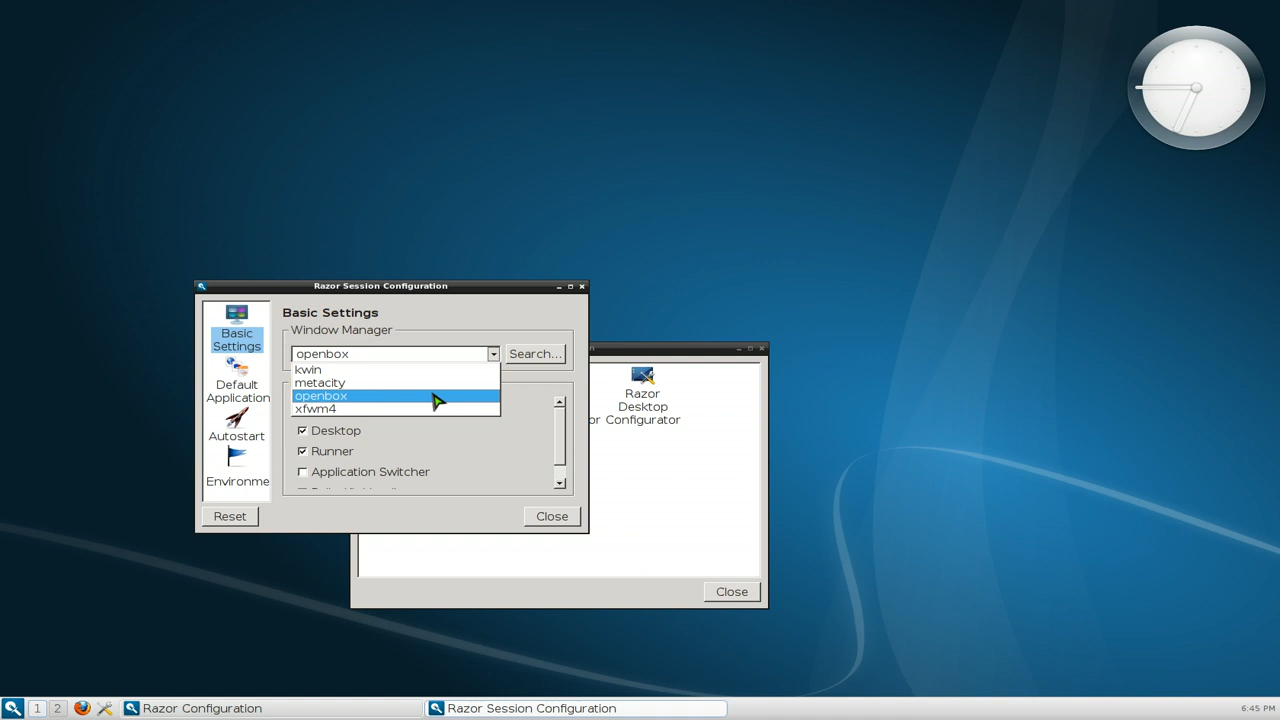 Razor Session Configuration
Basic
Settings
Default
Application
Autostart
Environme
Basic Settings
Window Manager
openbox
Search...
kwin
metacity
openbox
xfwm4
Desktop
Runner
Application Switcher
Reset
Close
Razor
Desktop
or Configurator
Close
1
2
Razor Configuration
Razor Session Configuration
6:45 PM